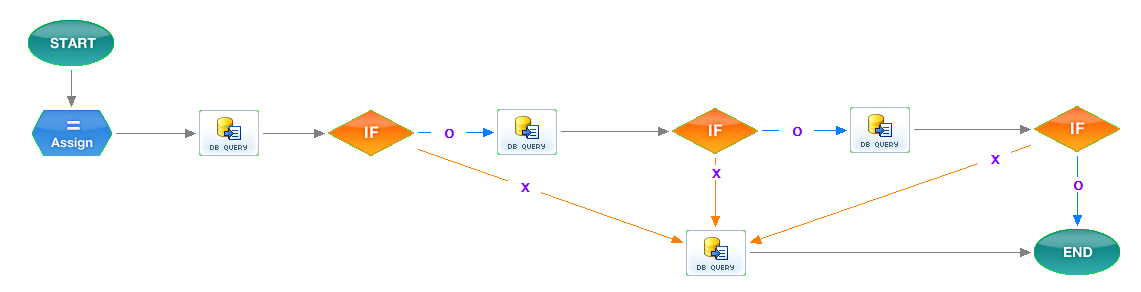 START
=
Assign
DB QUERY
IF
O
DB QUERY
IF
O
DB QUERY
IF
X
X
X
O
DB QUERY
END